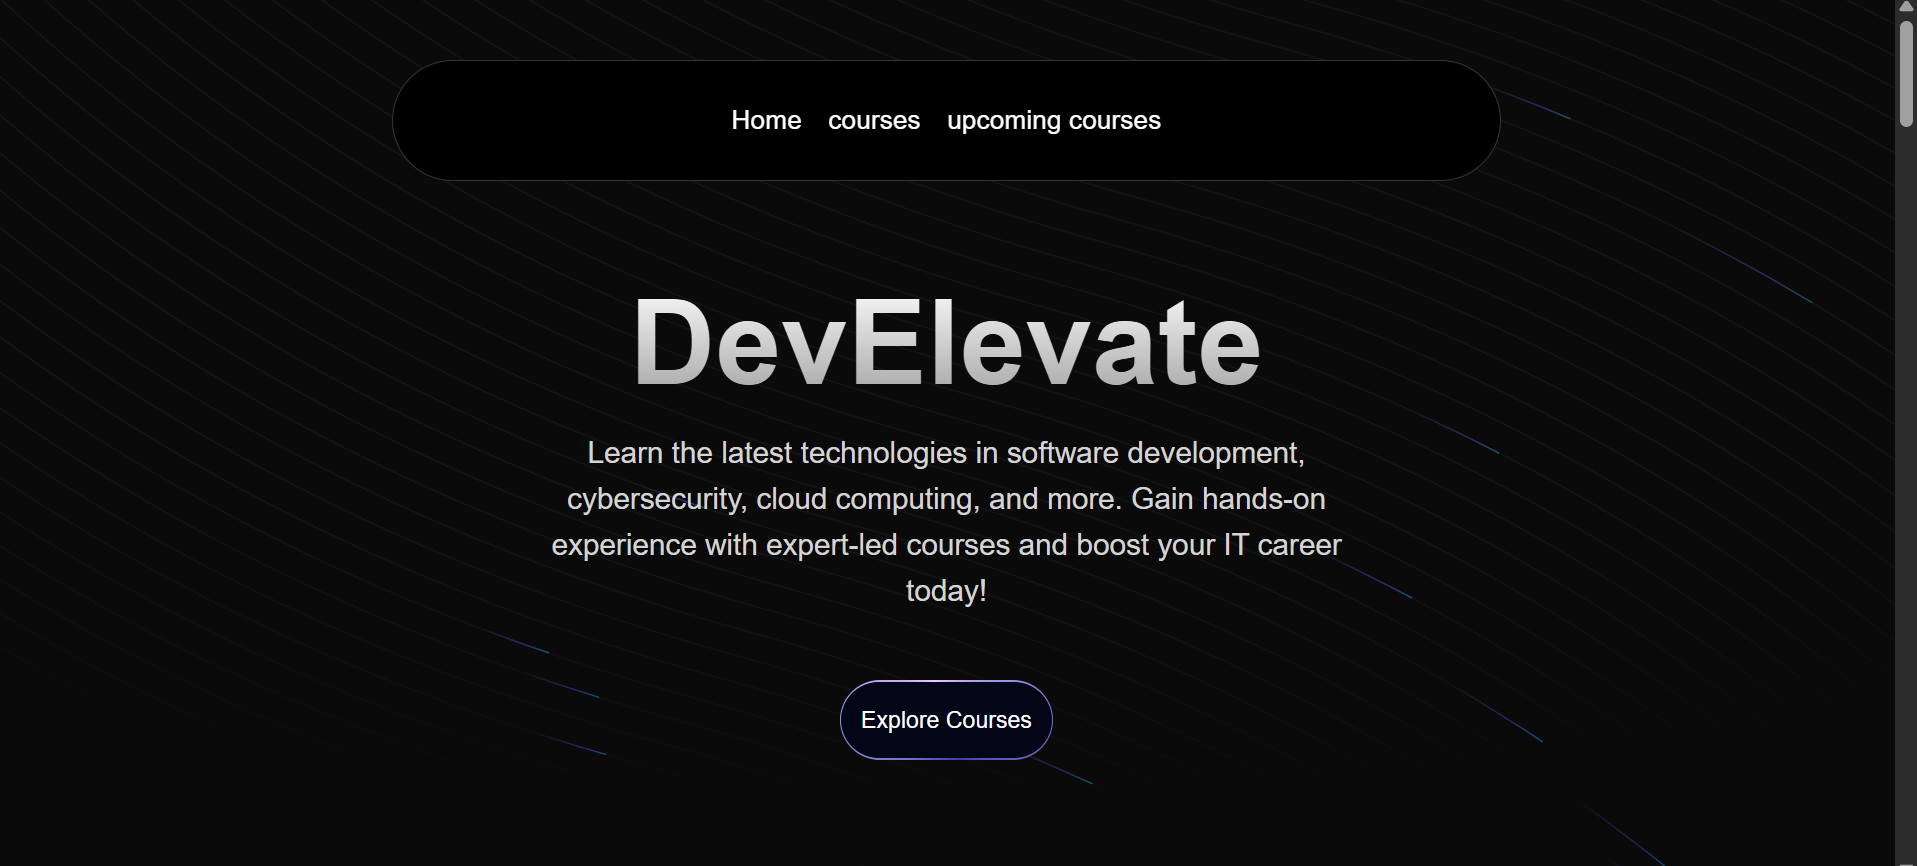 Home courses upcoming courses
DevElevate
Learn the latest technologies in software development,
cybersecurity, cloud computing, and more. Gain hands-on
experience with expert-led courses and boost your IT career
today!
Explore Courses